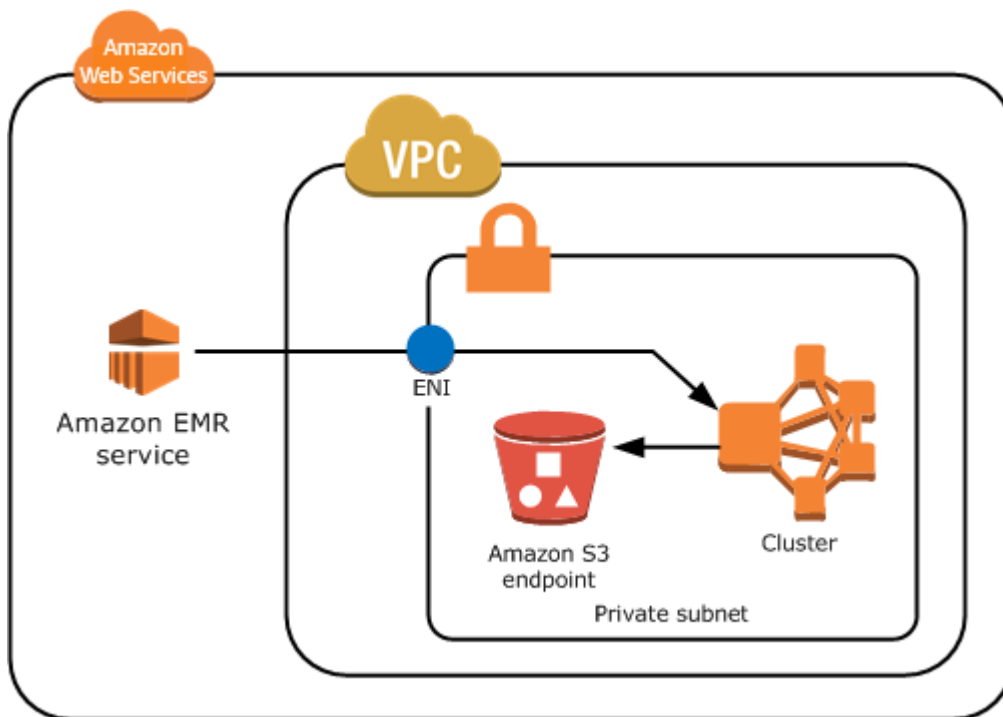 Amazon
Web Services
VPC
ENI
Amazon EMR
service
Amazon S3
endpoint
Cluster
Private subnet